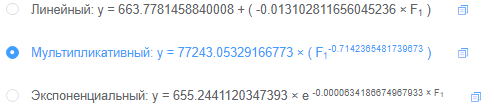 Линейный: y = 663.7781458840008 + ( -0.013102811656045236 × F₁ )
Мультипликативный: y = 77243.05329166773 × ( F₁^-0.7142365481739673 )
Экспоненциальный: y = 655.2441120347393 × e^-0.0000634186674967933 × F₁